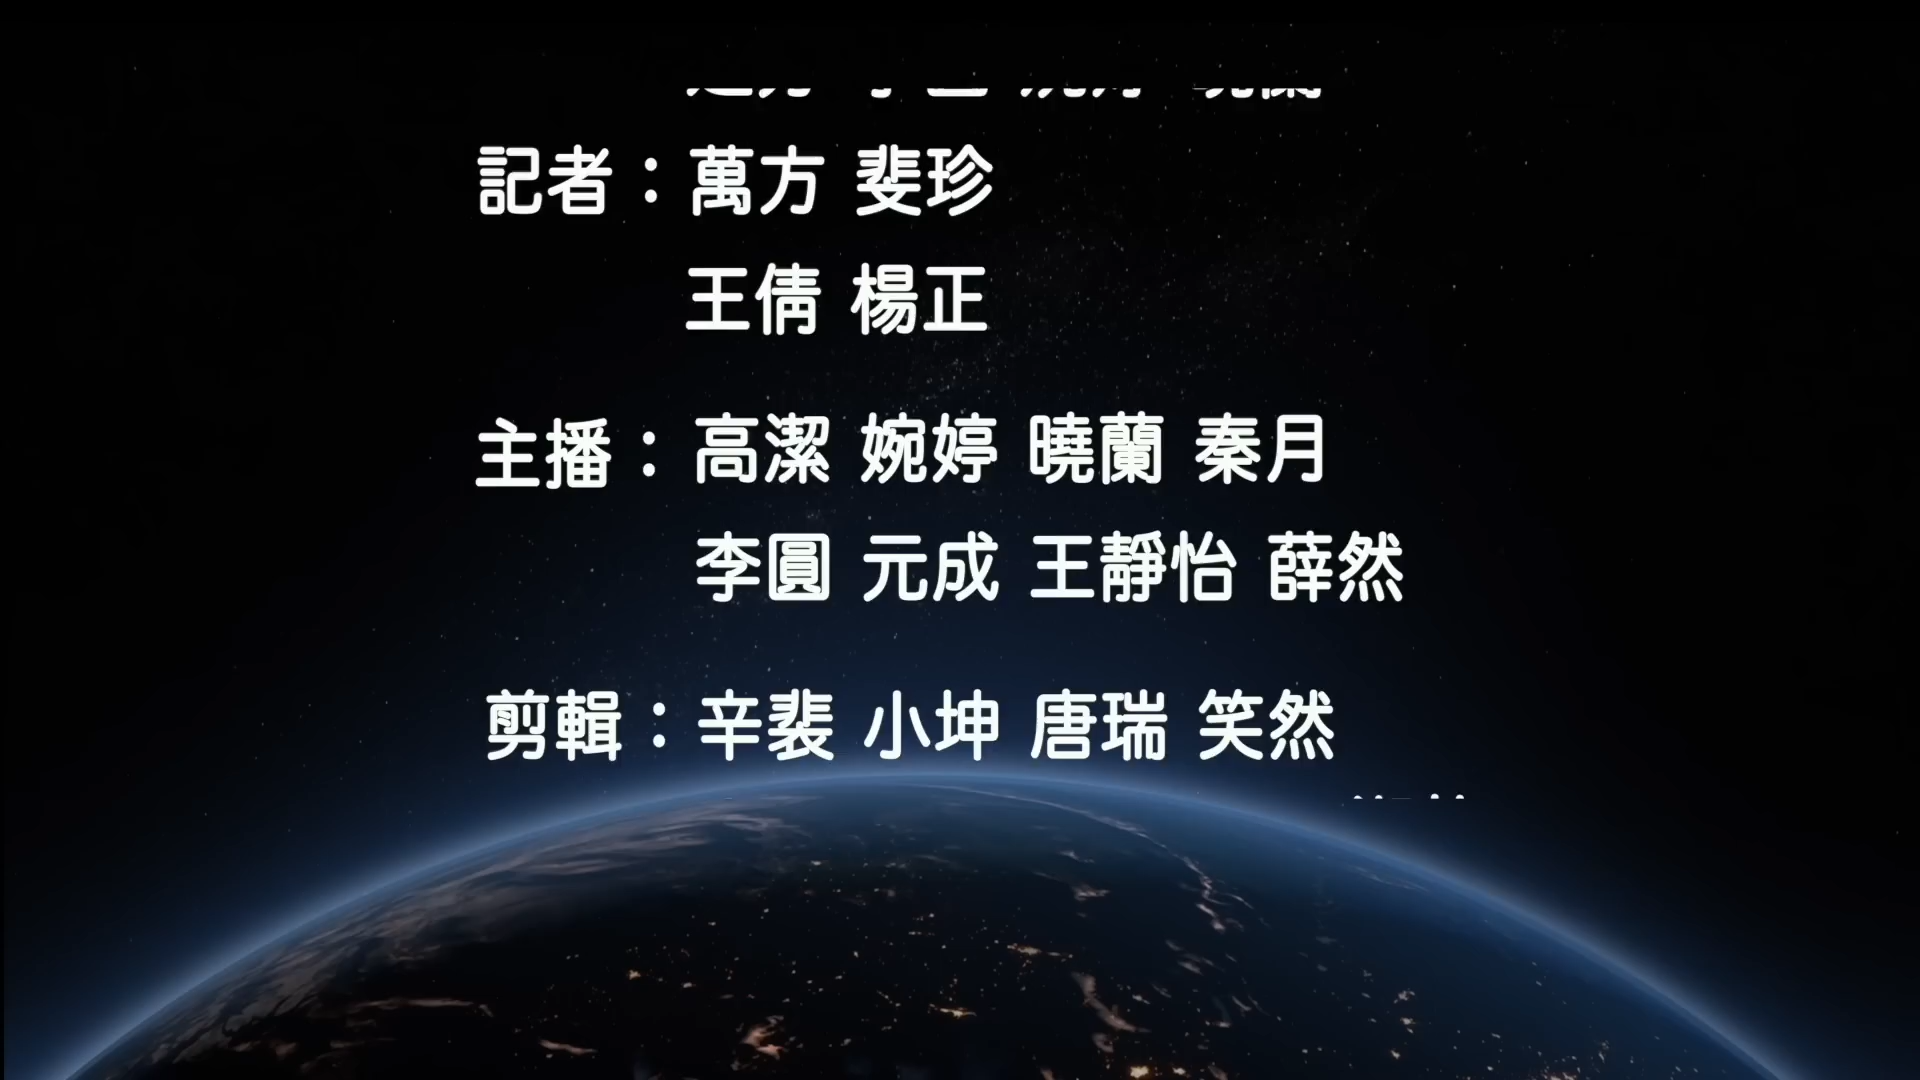 記者：萬方 斐珍
王倩 楊正
主播：高潔 婉婷 曉蘭 秦月
李圓 元成 王靜怡 薛然
剪輯：辛裴 小坤 唐瑞 笑然